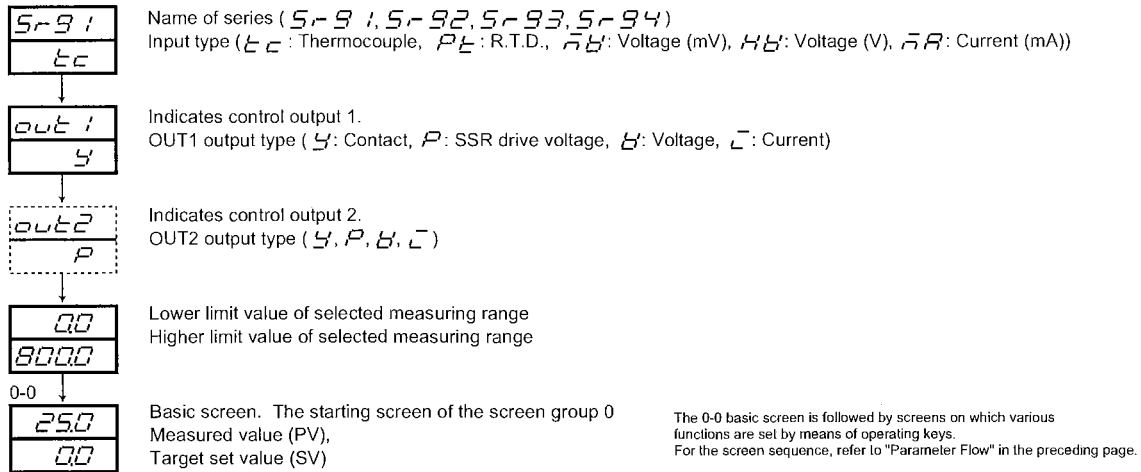 Sr91
tc
Name of series ( Sr91, Sr92, Sr93, Sr94 )
Input type ( tc : Thermocouple, Pt : R.T.D., : Voltage (mV), : Voltage (V), : Current (mA))
out1
Y
Indicates control output 1.
OUT1 output type ( Y: Contact, P: SSR drive voltage, : Voltage, : Current)
out2
P
Indicates control output 2.
OUT2 output type ( Y, P, )
0.0
800.0
Lower limit value of selected measuring range
Higher limit value of selected measuring range
0-0
25.0
0.0
Basic screen. The starting screen of the screen group 0
Measured value (PV),
Target set value (SV)
The 0-0 basic screen is followed by screens on which various
functions are set by means of operating keys.
For the screen sequence, refer to "Parameter Flow" in the preceding page.